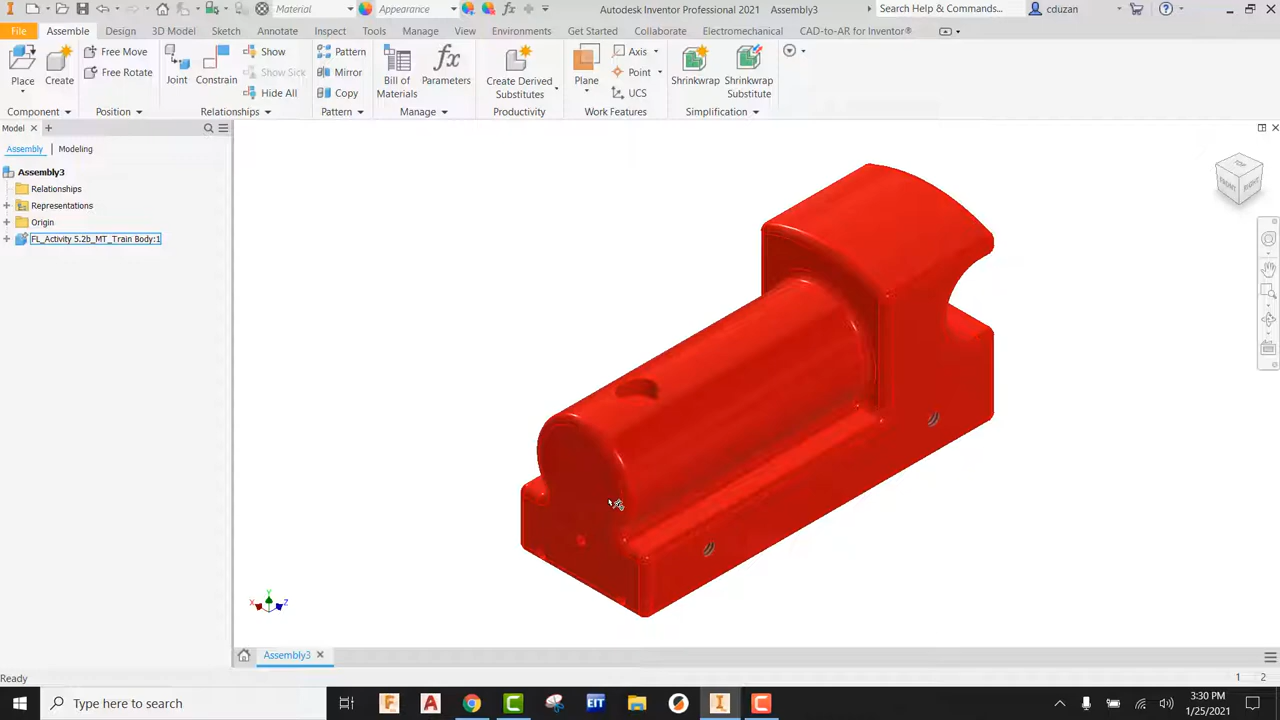 Material
Appearance
Autodesk Inventor Professional 2021 Assembly3
Search Help & Commands...
cduzan
File Assemble Design 3D Model Sketch Annotate Inspect Tools Manage View Environments Get Started Collaborate Electromechanical CAD-to-AR for Inventor®
Place
Create
Free Move
Free Rotate
Joint
Constrain
Show
Show Sick
Hide All
Pattern
Mirror
Copy
Bill of
Materials
Parameters
Create Derived
Substitutes
Plane
Axis
Point
UCS
Shrinkwrap
Shrinkwrap
Substitute
Component Position Relationships Pattern Manage Productivity Work Features Simplification
Model
Assembly Modeling
Assembly3
Relationships
Representations
Origin
FL_Activity 5.2b_MT_Train Body:1
TOP
FRONT
RIGHT
X
Y
Z
Assembly3
Ready
1 2
Type here to search
EIT
3:30 PM
1/25/2021